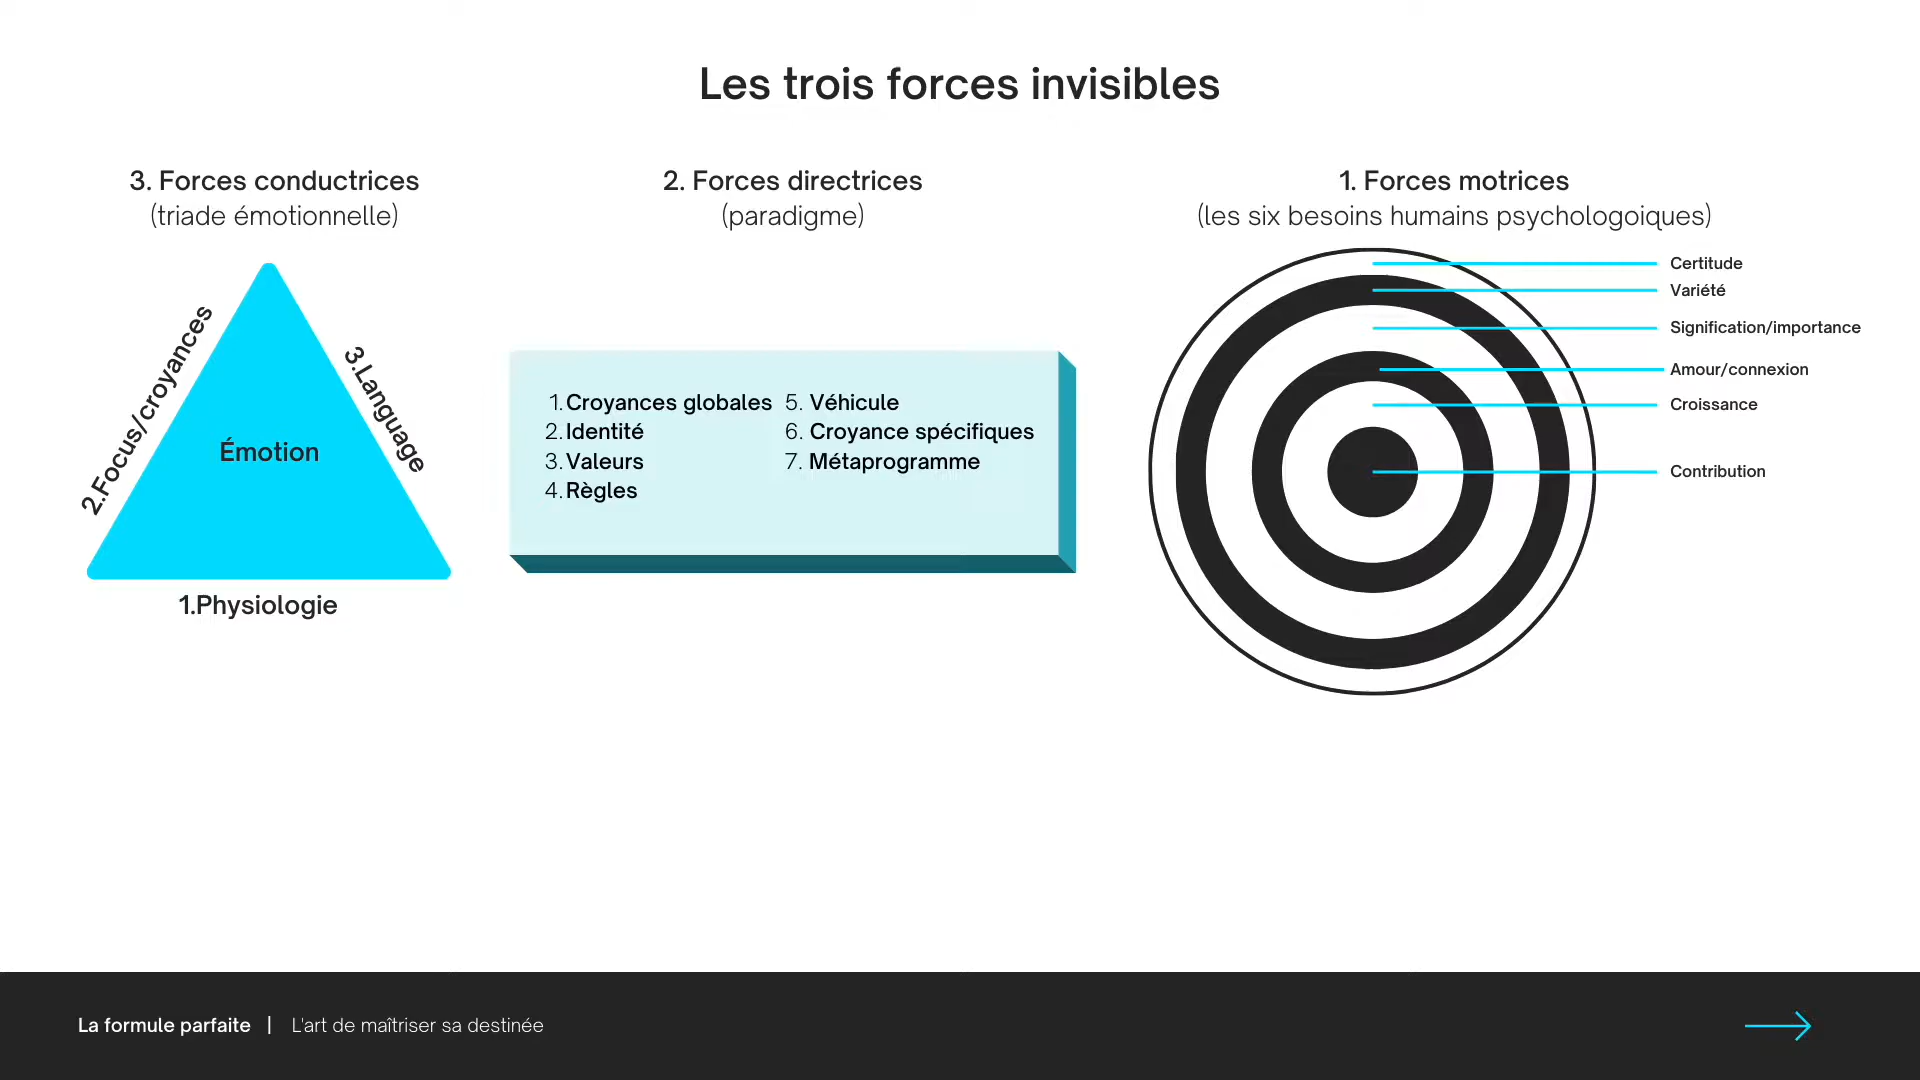 Les trois forces invisibles
3. Forces conductrices
(triade émotionnelle)
2.Focus/croyances
3.Language
Émotion
1.Physiologie
2. Forces directrices
(paradigme)
1. Croyances globales
2. Identité
3. Valeurs
4. Règles
5. Véhicule
6. Croyance spécifiques
7. Métaprogramme
1. Forces motrices
(les six besoins humains psychologoiques)
Certitude
Variété
Signification/importance
Amour/connexion
Croissance
Contribution
La formule parfaite | L'art de maîtriser sa destinée